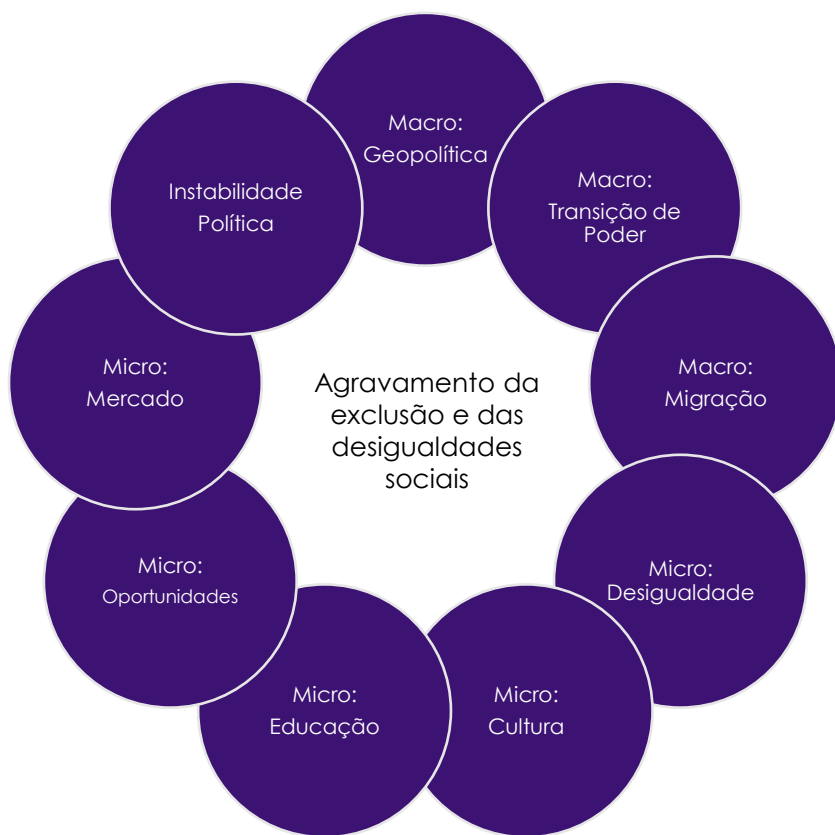 Macro:
Geopolítica
Macro:
Transição de
Poder
Macro:
Migração
Micro:
Desigualdade
Micro:
Cultura
Micro:
Educação
Micro:
Oportunidades
Micro:
Mercado
Instabilidade
Política
Agravamento da
exclusão e das
desigualdades
sociais